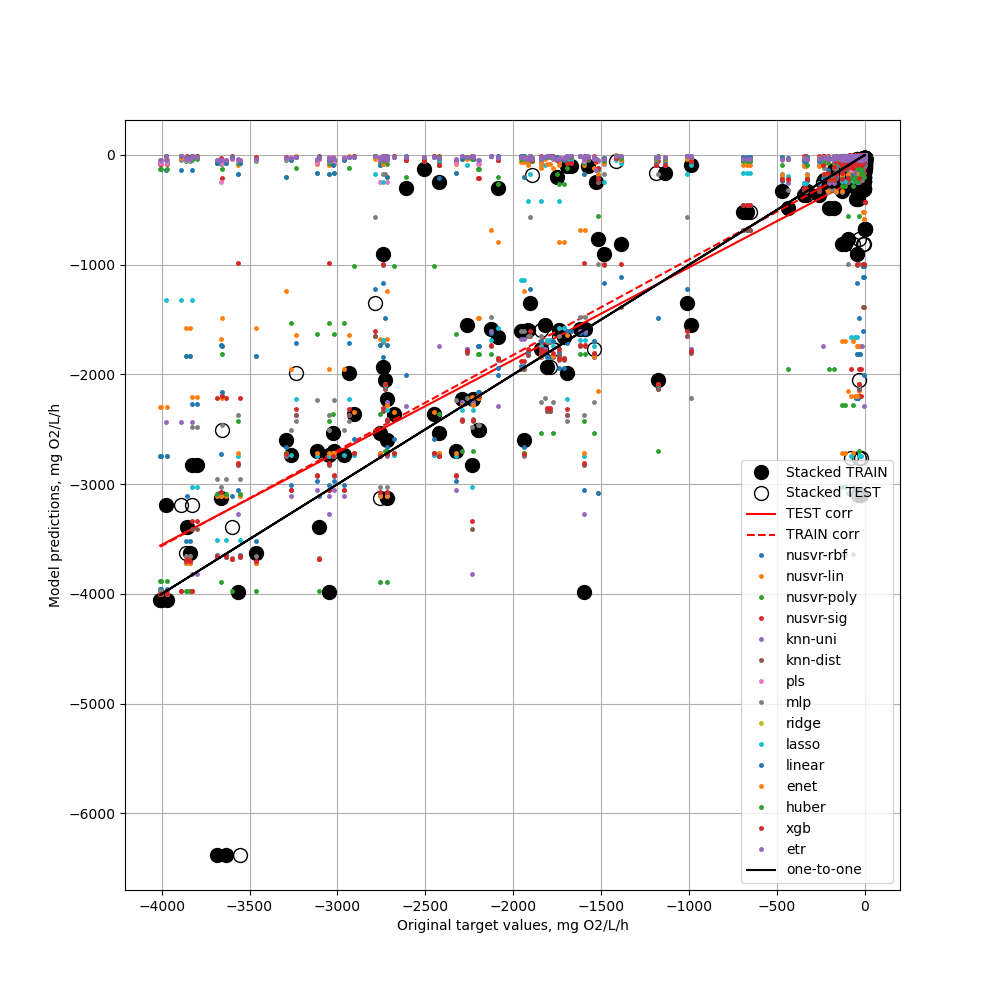 0
−1000
−2000
−3000
−4000
−5000
−6000
Model predictions, mg O2/L/h
−4000 −3500 −3000 −2500 −2000 −1500 −1000 −500 0
Original target values, mg O2/L/h
Stacked TRAIN
Stacked TEST
TEST corr
TRAIN corr
nusvr-rbf
nusvr-lin
nusvr-poly
nusvr-sig
knn-uni
knn-dist
pls
mlp
ridge
lasso
linear
enet
huber
xgb
etr
one-to-one